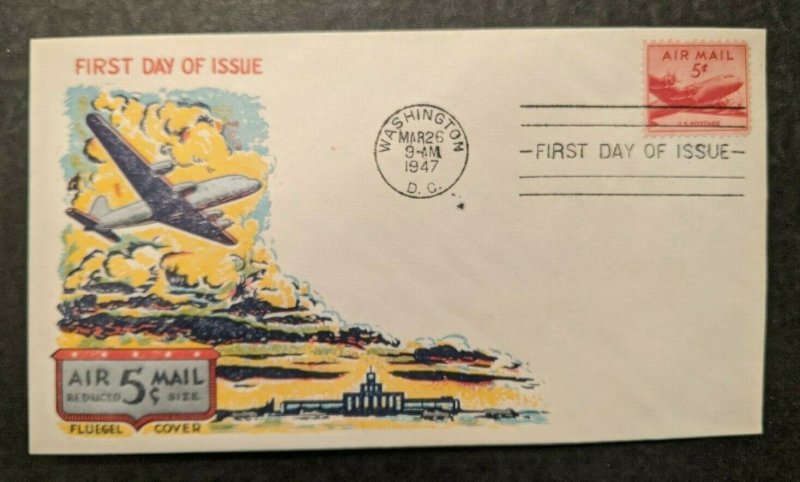 FIRST DAY OF ISSUE
AIR MAIL
5¢
U.S. POSTAGE
WASHINGTON
MAR 26
9-AM
1947
D. C.
-FIRST DAY OF ISSUE-
AIR 5¢ MAIL
REDUCED SIZE
FLUEGEL COVER